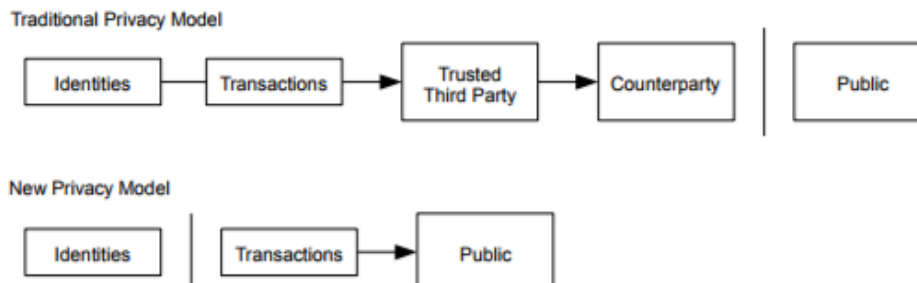 Traditional Privacy Model
Identities
Transactions
Trusted
Third Party
Counterparty
Public
New Privacy Model
Identities
Transactions
Public